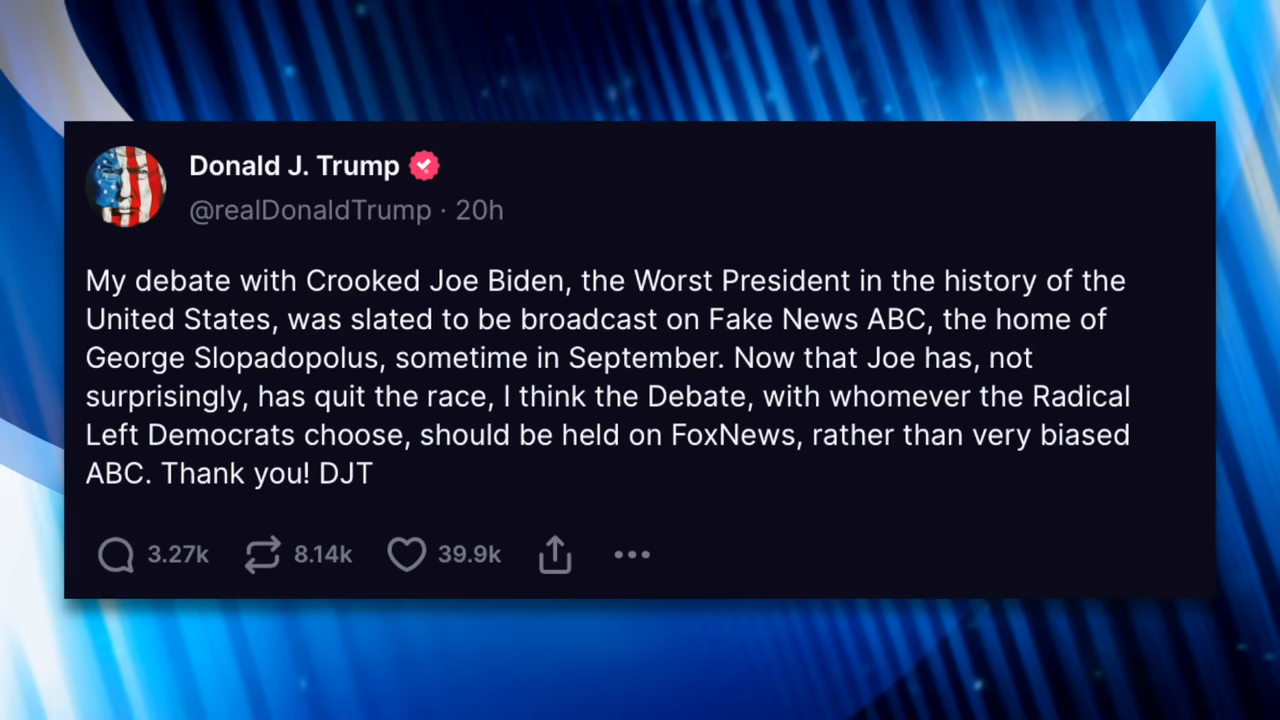 Donald J. Trump
@realDonaldTrump · 20h
My debate with Crooked Joe Biden, the Worst President in the history of the
United States, was slated to be broadcast on Fake News ABC, the home of
George Slopadopolus, sometime in September. Now that Joe has, not
surprisingly, has quit the race, I think the Debate, with whomever the Radical
Left Democrats choose, should be held on FoxNews, rather than very biased
ABC. Thank you! DJT
3.27k 8.14k 39.9k